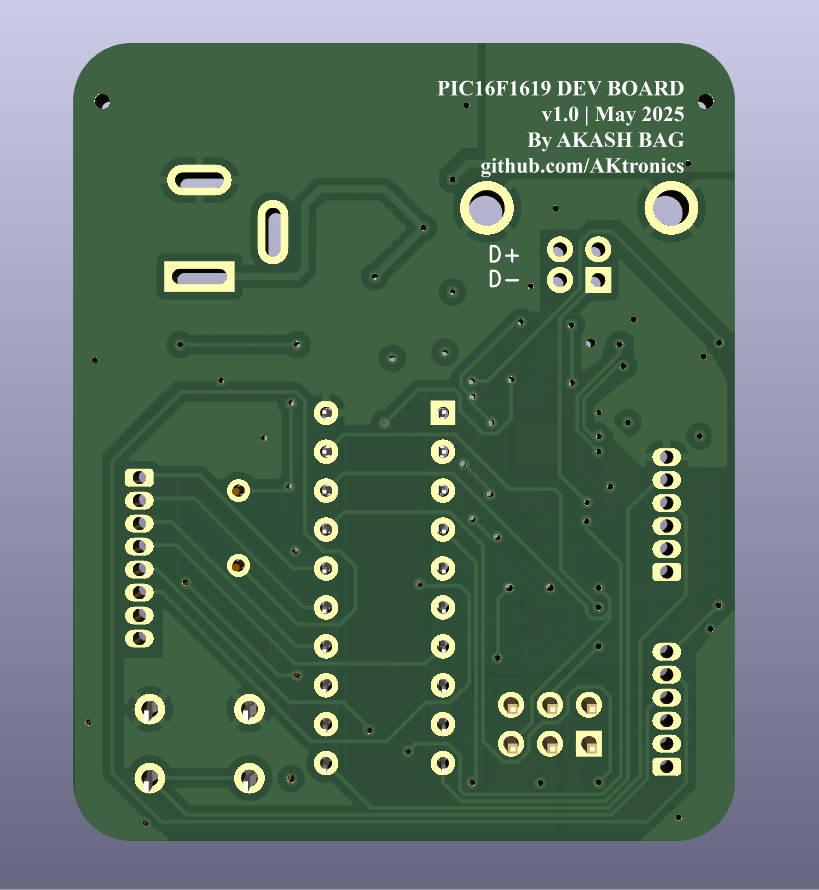 PIC16F1619 DEV BOARD
v1.0 | May 2025
By AKASH BAG
github.com/AKtronics
D+
D-